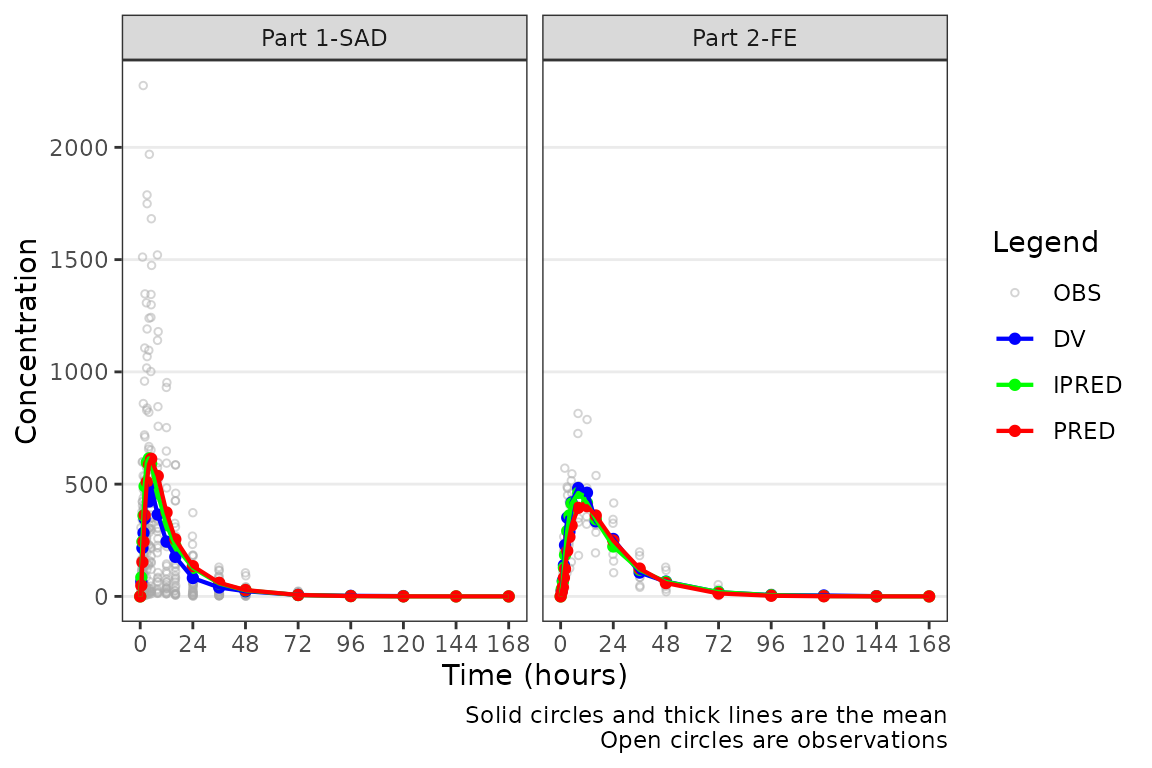 Part 1-SAD
Part 2-FE
Concentration
2000
1500
1000
500
0
0 24 48 72 96 120 144 168
0 24 48 72 96 120 144 168
Time (hours)
Legend
OBS
DV
IPRED
PRED
Solid circles and thick lines are the mean
Open circles are observations